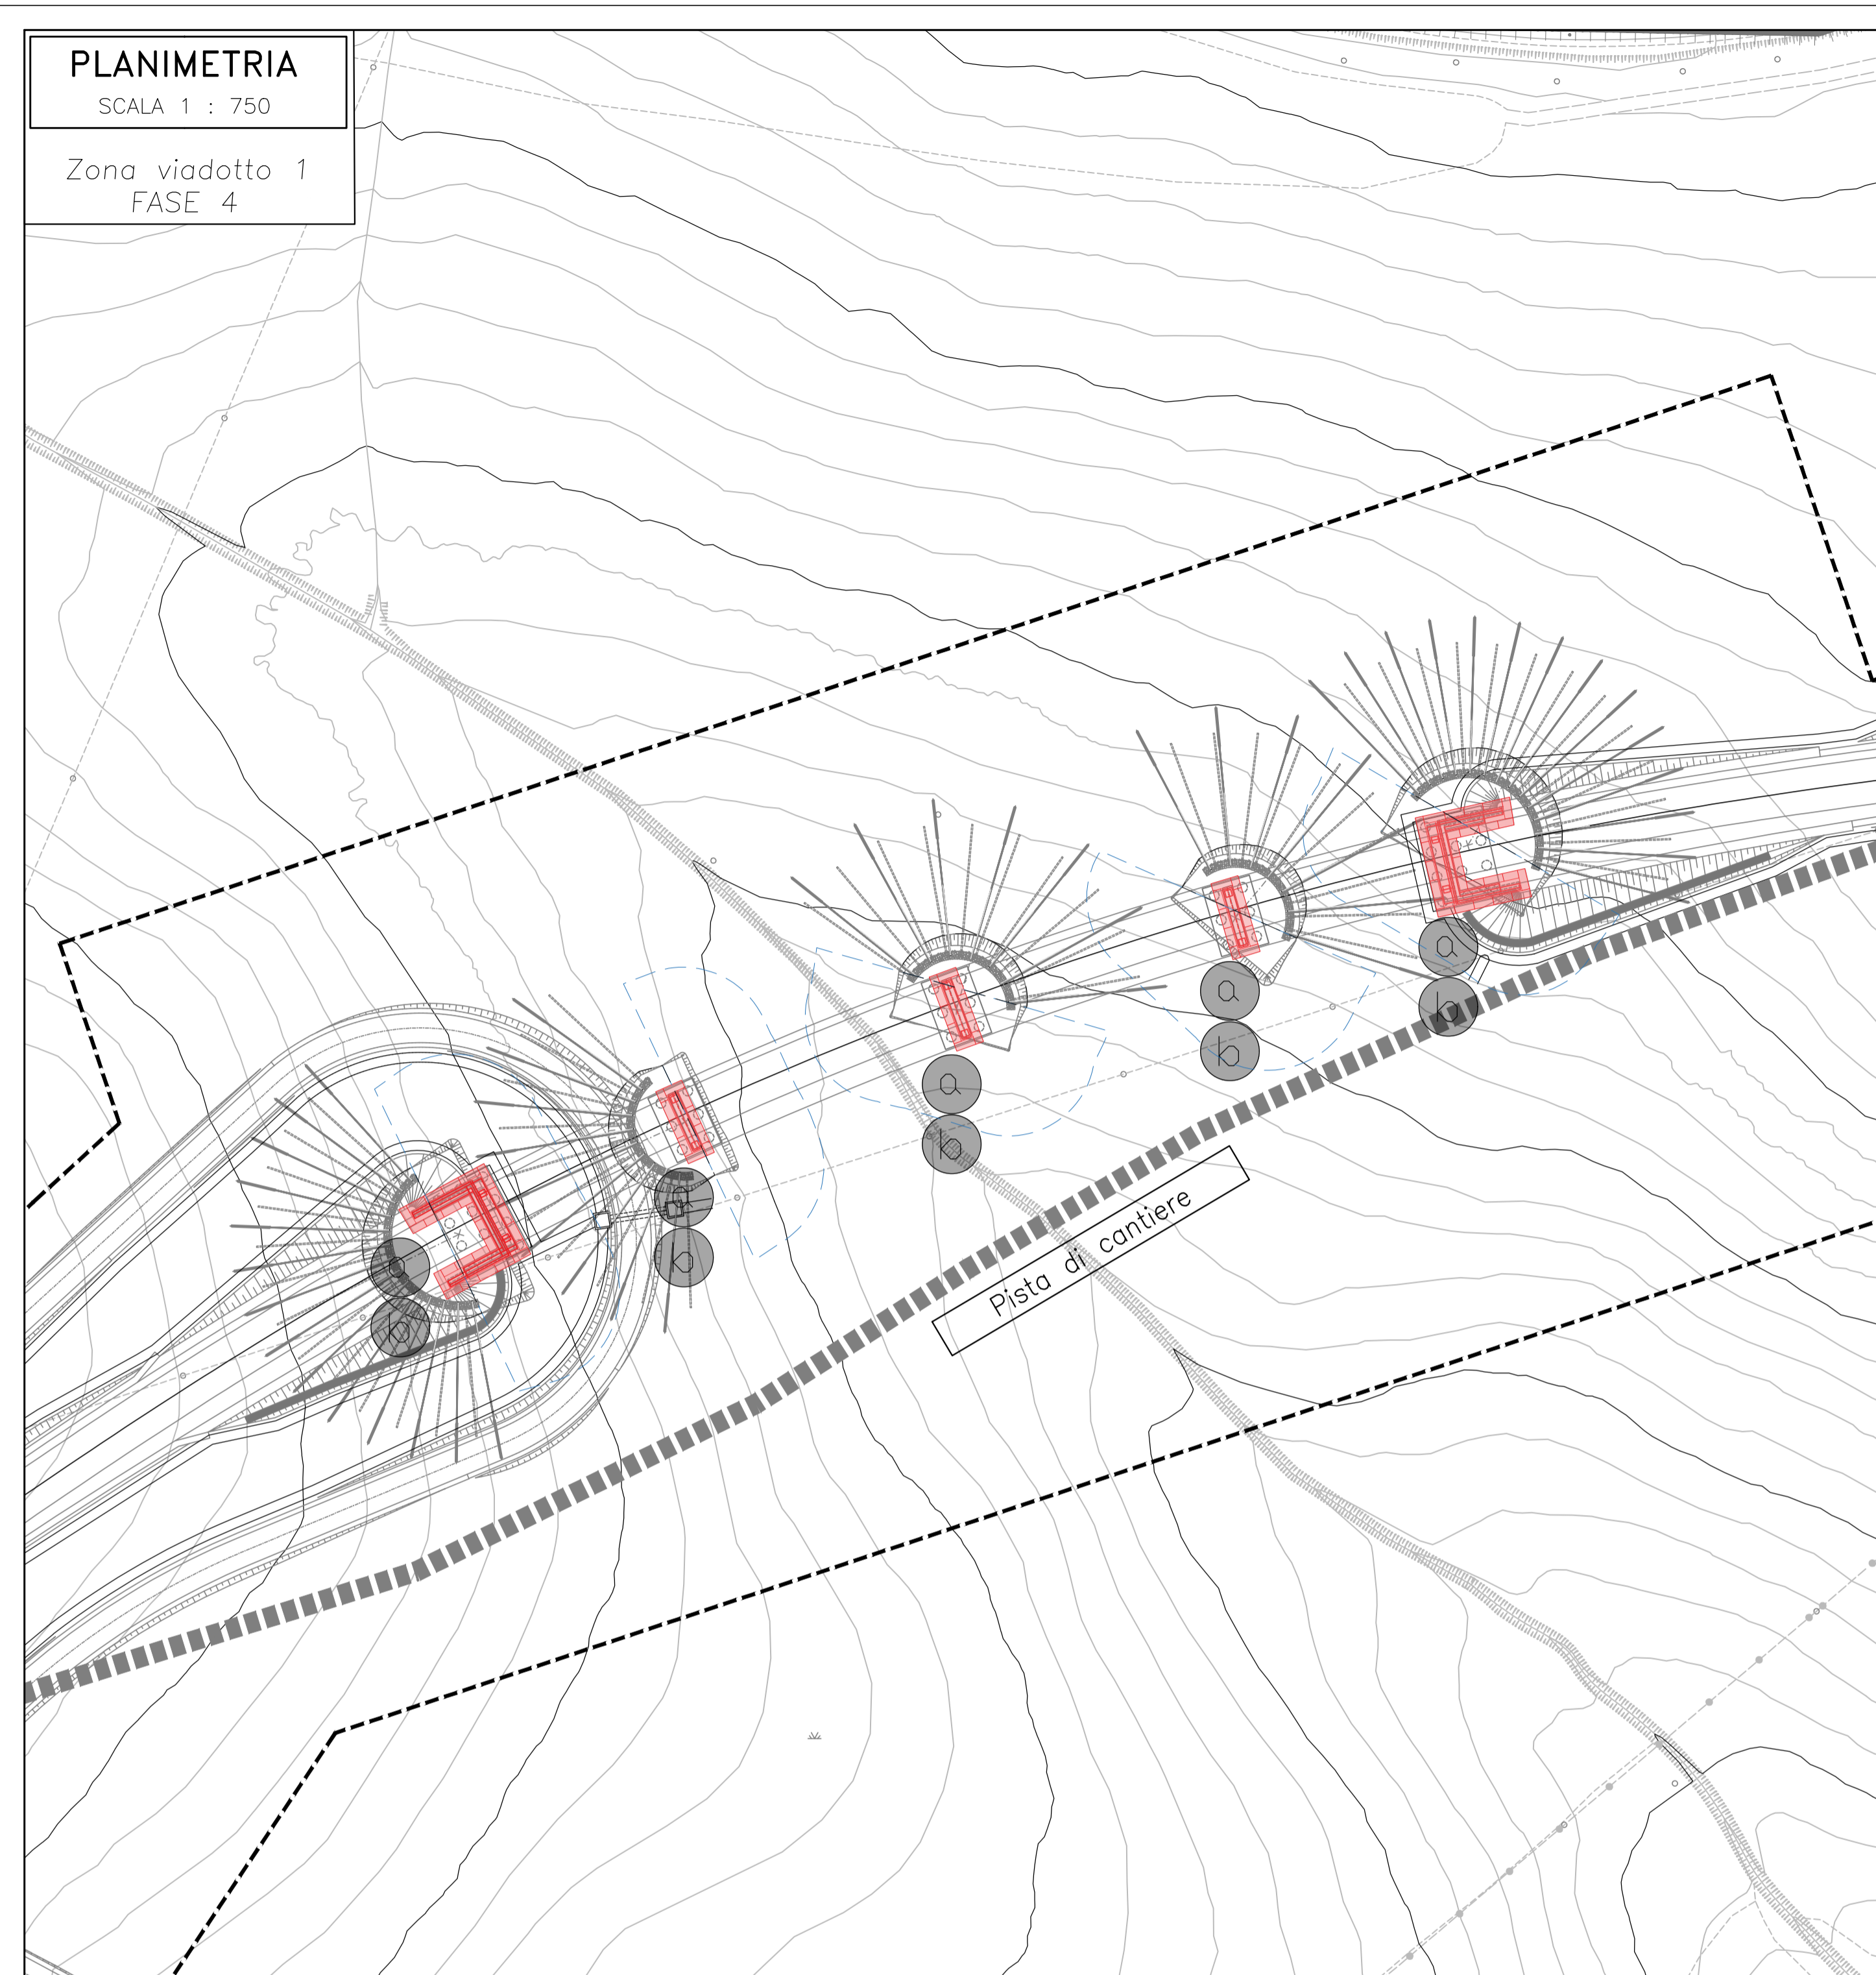 PLANIMETRIA
SCALA 1 : 750
Zona viadotto 1
FASE 4
a
b
a
b
a
b
a
b
a
b
Pista di cantiere